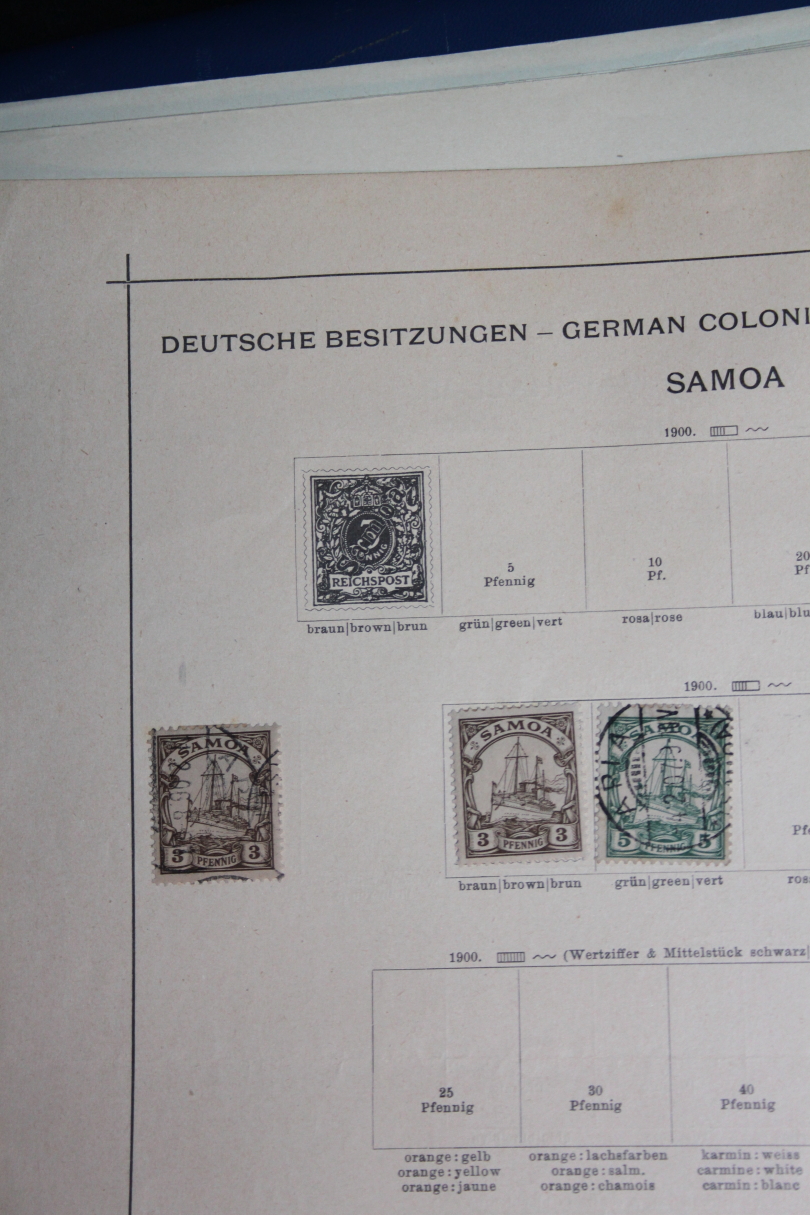 DEUTSCHE BESITZUNGEN – GERMAN COLONI
SAMOA
1900.
REICHSPOST
5
Pfennig
10
Pf.
20
Pf
braun|brown|brun
grün|green|vert
rosa|rose
blau|blu
1900.
SAMOA
3 PFENNIG 3
SAMOA
3 PFENNIG 3
SAMOA
5 PFENNIG 5
APIA
Pf
braun|brown|brun
grün|green|vert
ros
1900.
(Wertziffer & Mittelstück schwarz|
25
Pfennig
30
Pfennig
40
Pfennig
orange:gelb
orange:yellow
orange:jaune
orange:lachsfarben
orange:salm.
orange:chamois
karmin:weiss
carmine:white
carmin:blanc